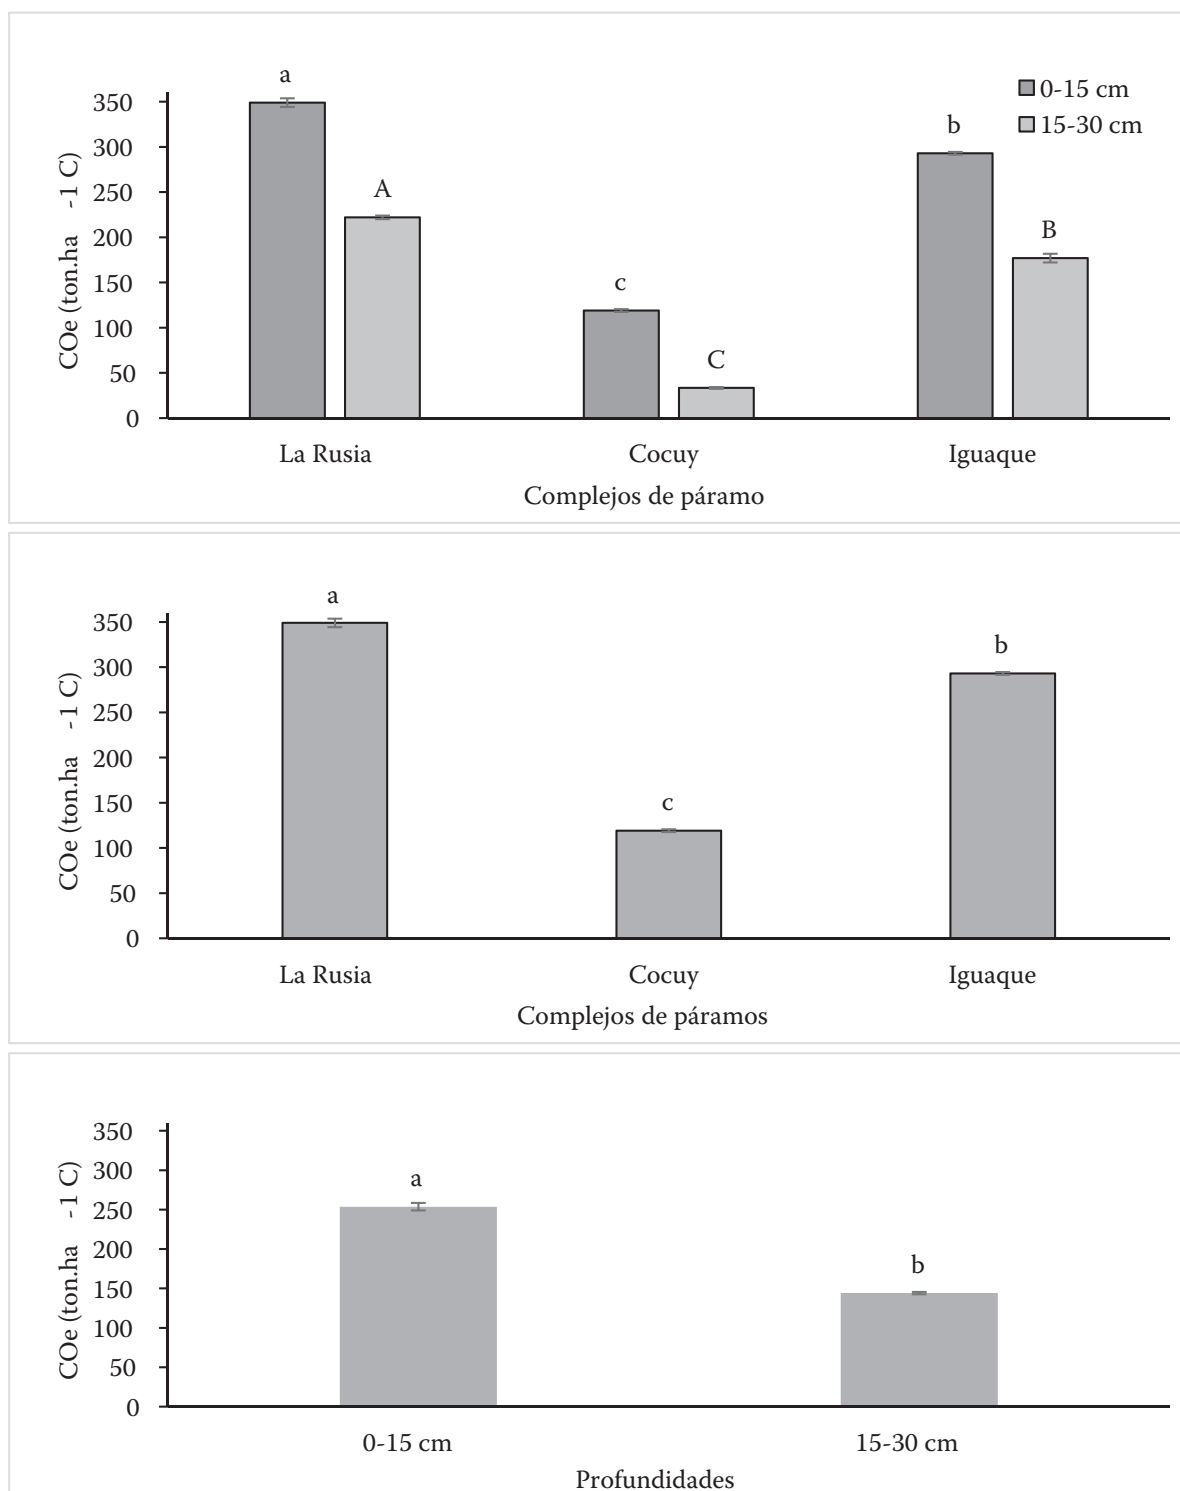 a
0-15 cm
15-30 cm
b
A
B
c
C
COe (ton.ha -1 C)
350
300
250
200
150
100
50
0
La Rusia Cocuy Iguaque
Complejos de páramo
a
b
c
COe (ton.ha -1 C)
350
300
250
200
150
100
50
0
La Rusia Cocuy Iguaque
Complejos de páramos
a
b
COe (ton.ha -1 C)
350
300
250
200
150
100
50
0
0-15 cm 15-30 cm
Profundidades